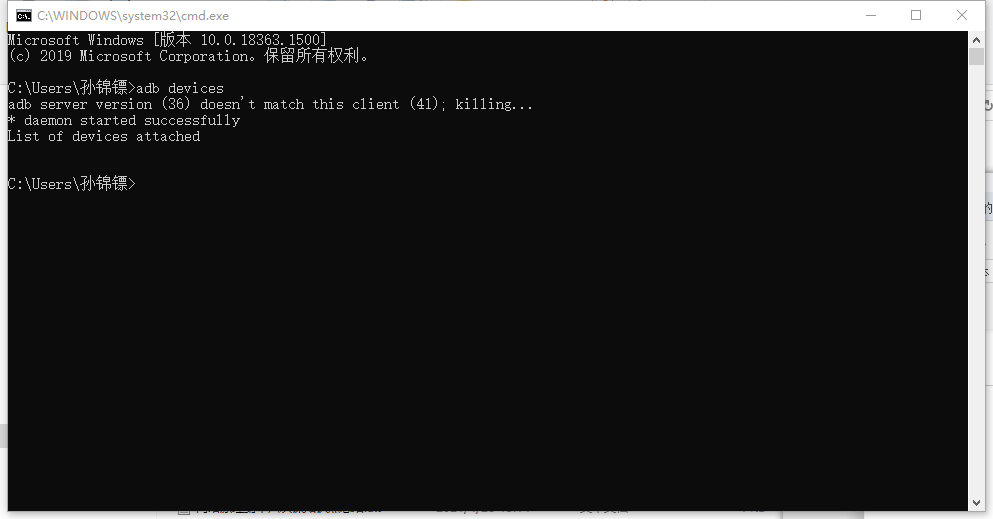 C:\WINDOWS\system32\cmd.exe
Microsoft Windows [版本 10.0.18363.1500]
(c) 2019 Microsoft Corporation。保留所有权利。
C:\Users\孙锦镖>adb devices
adb server version (36) doesn't match this client (41); killing...
* daemon started successfully
List of devices attached
C:\Users\孙锦镖>
的